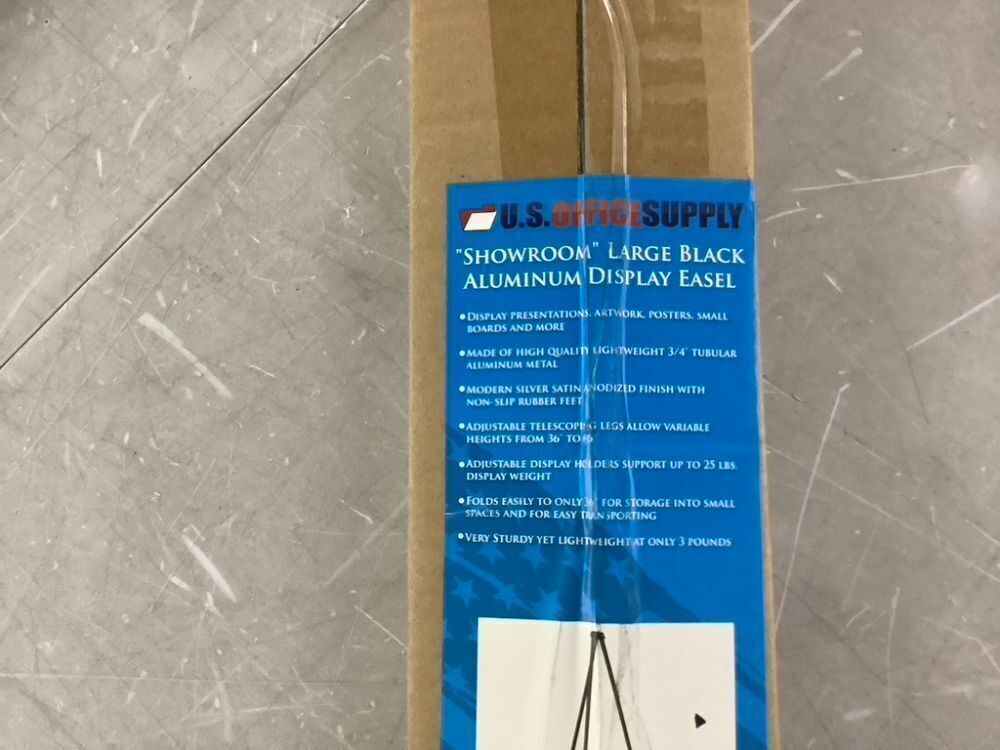 U.S. OFFICE SUPPLY
"SHOWROOM" LARGE BLACK
ALUMINUM DISPLAY EASEL
• DISPLAY PRESENTATIONS, ARTWORK, POSTERS, SMALL
BOARDS AND MORE
• MADE OF HIGH QUALITY LIGHTWEIGHT 3/4" TUBULAR
ALUMINUM METAL
• MODERN SILVER SATIN ANODIZED FINISH WITH
NON-SLIP RUBBER FEET
• ADJUSTABLE TELESCOPING LEGS ALLOW VARIABLE
HEIGHTS FROM 36" TO
• ADJUSTABLE DISPLAY HOLDERS SUPPORT UP TO 25 LBS.
DISPLAY WEIGHT
• FOLDS EASILY TO ONLY 36" FOR STORAGE INTO SMALL
SPACES AND FOR EASY TRANSPORTING
• VERY STURDY YET LIGHTWEIGHT AT ONLY 3 POUNDS